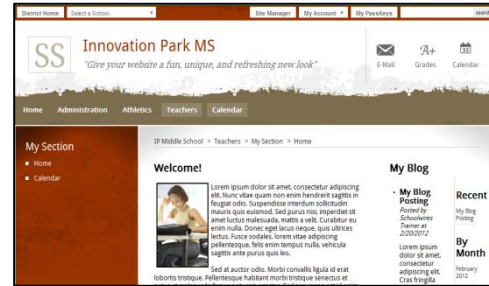 District Home
Select a School...
Site Manager
My Account
My PassKeys
SS
Innovation Park MS
"Give your website a fun, unique, and refreshing new look"
E-Mail
A+
Grades
Calendar
Home Administration Athletics Teachers Calendar
My Section
Home
Calendar
IP Middle School > Teachers > My Section > Home
Welcome!
Lorem ipsum dolor sit amet, consectetur adipiscing
elit. Nunc vitae quam non enim hendrerit sagittis in
feugiat odio. Suspendisse interdum sollicitudin
mauris quis euismod. Sed purus nisi, imperdiet sit
amet luctus malesuada, mattis a velit. Curabitur eu
enim nulla. Donec eget lacus neque, quis ultrices
lectus. Fusce sodales, lorem vitae adipiscing
pellentesque, felis enim tempus nulla, vehicula
sagittis ante purus quis leo.
Sed at auctor odio. Morbi convallis ligula id erat
lobortis tristique. Pellentesque habitant morbi tristique senectus et
My Blog
My Blog
Posting
Posted by
Schoolwires
Trainer at
2/20/2012
Lorem ipsum
dolor sit amet,
consectetur
adipiscing elit.
Cras fringilla
Recent
My Blog
Posting
By
Month
February
2012